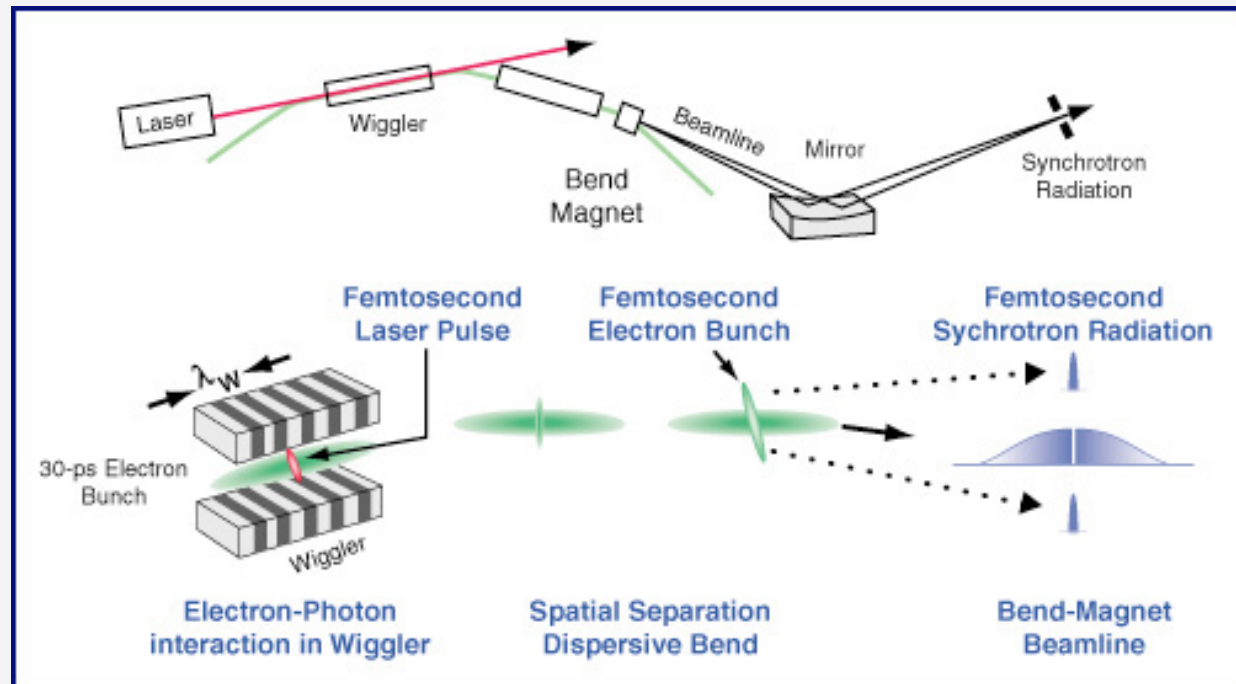 Laser
Wiggler
Bend
Magnet
Beamline
Mirror
Synchrotron
Radiation
Femtosecond
Laser Pulse
Femtosecond
Electron Bunch
Femtosecond
Sychrotron Radiation
λw
30-ps Electron
Bunch
Wiggler
Electron-Photon
interaction in Wiggler
Spatial Separation
Dispersive Bend
Bend-Magnet
Beamline